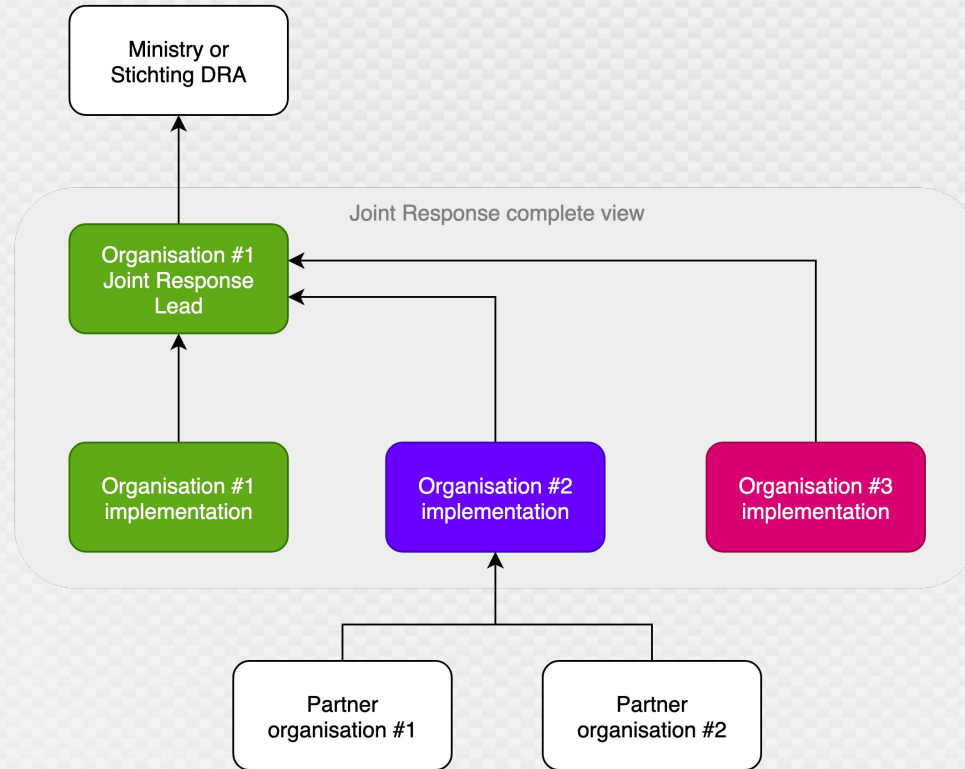 Ministry or
Stichting DRA
Joint Response complete view
Organisation #1
Joint Response
Lead
Organisation #1
implementation
Organisation #2
implementation
Organisation #3
implementation
Partner
organisation #1
Partner
organisation #2